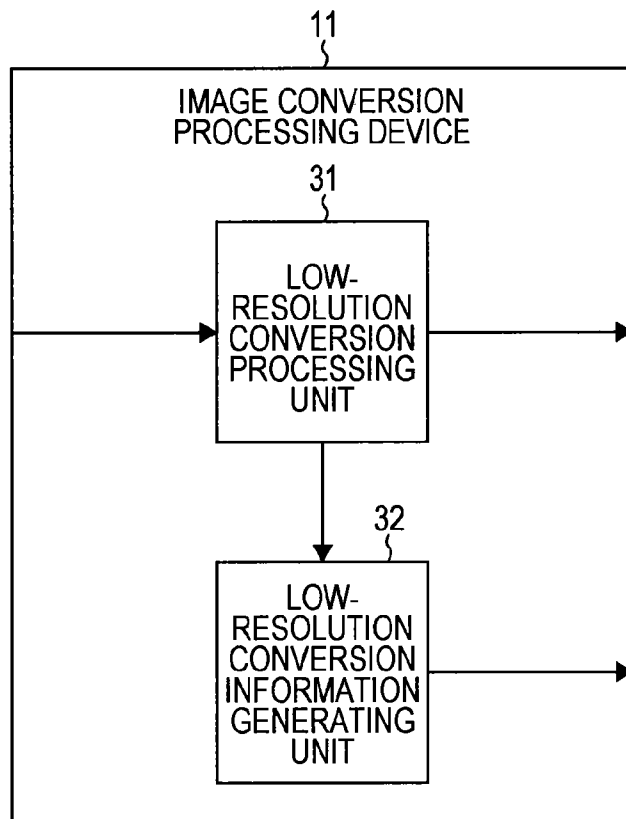 11
IMAGE CONVERSION
PROCESSING DEVICE
31
LOW-
RESOLUTION
CONVERSION
PROCESSING
UNIT
32
LOW-
RESOLUTION
CONVERSION
INFORMATION
GENERATING
UNIT